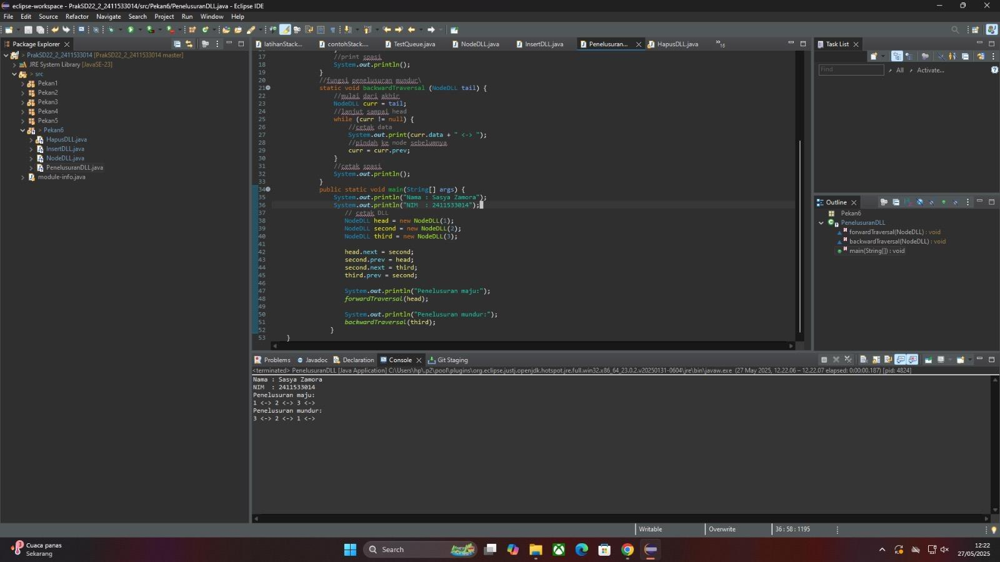 eclipse-workspace - PrakSD22_2_2411533014/src/Pekan6/PenelusuranDLL.java - Eclipse IDE
File Edit Source Refactor Navigate Search Project Run Window Help
Package Explorer
> PrakSD22_2_2411533014 [PrakSD22_2_2411533014 master]
JRE System Library [JavaSE-23]
> src
Pekan1
Pekan2
Pekan3
Pekan4
Pekan5
> Pekan6
HapusDLL.java
InsertDLL.java
NodeDLL.java
PenelusuranDLL.java
module-info.java
latihanStack... contohStack.... TestQueue.java NodeDLL.java InsertDLL.java Penelusuran... HapusDLL.java »16
17 //print spasi
18 System.out.println();
19 }
20 //fungsi penelusuran mundur\
21 static void backwardTraversal (NodeDLL tail) {
22 //mulai dari akhir
23 NodeDLL curr = tail;
24 //lanjut sampai head
25 while (curr != null) {
26 //cetak data
27 System.out.print(curr.data + " <-> ");
28 //pindah ke node sebelumnya
29 curr = curr.prev;
30 }
31 //cetak spasi
32 System.out.println();
33 }
34 public static void main(String[] args) {
35 System.out.println("Nama : Sasya Zamora");
36 System.out.println("NIM  : 2411533014");
37 // cetak DLL
38 NodeDLL head = new NodeDLL(1);
39 NodeDLL second = new NodeDLL(2);
40 NodeDLL third = new NodeDLL(3);
41
42 head.next = second;
43 second.prev = head;
44 second.next = third;
45 third.prev = second;
46
47 System.out.println("Penelusuran maju:");
48 forwardTraversal(head);
49
50 System.out.println("Penelusuran mundur:");
51 backwardTraversal(third);
52 }
53 }
Task List
Find All Activate...
Outline
Pekan6
PenelusuranDLL
forwardTraversal(NodeDLL) : void
backwardTraversal(NodeDLL) : void
main(String[]) : void
Problems Javadoc Declaration Console Git Staging
<terminated> PenelusuranDLL [Java Application] C:\Users\hp\.p2\pool\plugins\org.eclipse.justj.openjdk.hotspot.jre.full.win32.x86_64_23.0.2.v20250131-0604\jre\bin\javaw.exe (27 May 2025, 12.22.06 – 12.22.07 elapsed: 0:00:00.187) [pid: 4824]
Nama : Sasya Zamora
NIM  : 2411533014
Penelusuran maju:
1 <-> 2 <-> 3 <->
Penelusuran mundur:
3 <-> 2 <-> 1 <->
Writable Overwrite 36 : 58 : 1195
3 Cuaca panas
Sekarang
Search
12:22
27/05/2025